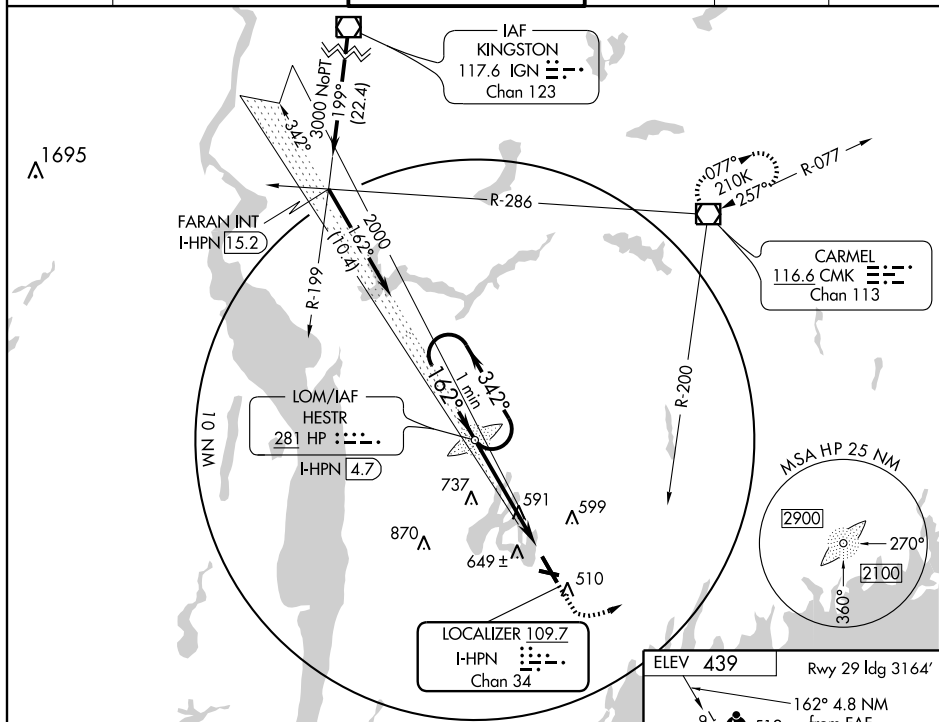 IAF
KINGSTON
117.6 IGN
Chan 123
3000 NoPT
199°
(22.4)
342°
1695
077°
210K
257°
R-077
R-286
FARAN INT
I-HPN 15.2
2000
162°
(10.4)
CARMEL
116.6 CMK
Chan 113
R-199
R-200
1 min
162°
342°
LOM/IAF
HESTR
281 HP
I-HPN 4.7
10 NM
737
591
599
870
649 ±
510
MSA HP 25 NM
2900
270°
2100
360°
LOCALIZER 109.7
I-HPN
Chan 34
ELEV 439
Rwy 29 ldg 3164'
162° 4.8 NM
from FAF